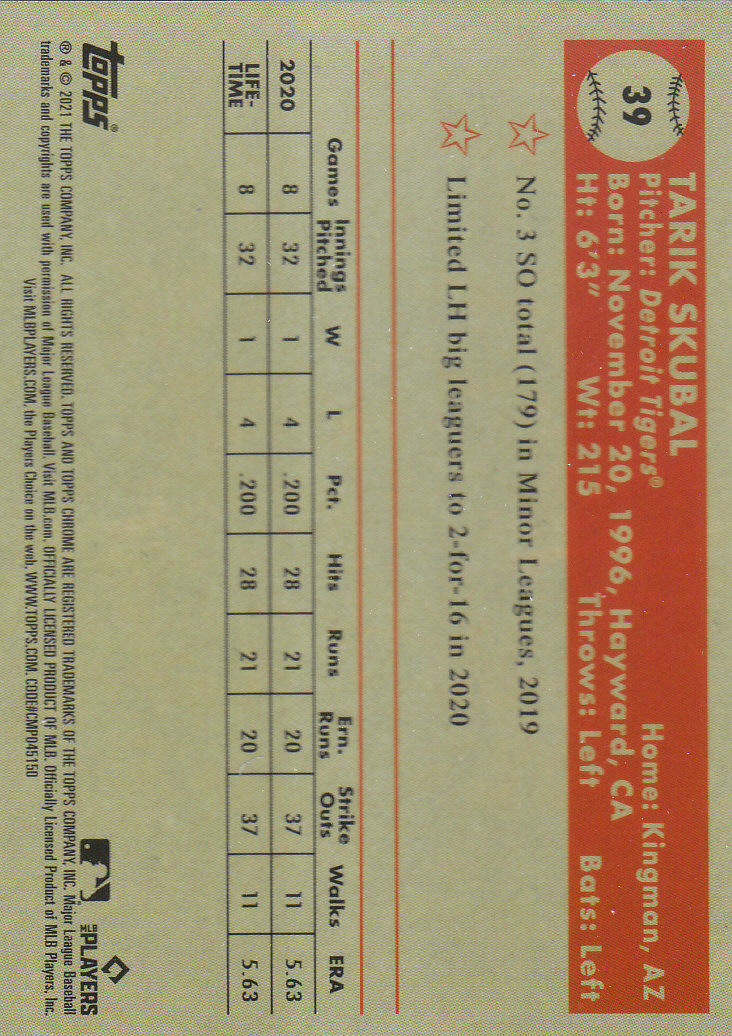 39
TARIK SKUBAL
Pitcher: Detroit Tigers® Home: Kingman, AZ
Born: November 20, 1996, Hayward, CA
Ht: 6'3" Wt: 215 Throws: Left Bats: Left
No. 3 SO total (179) in Minor Leagues, 2019
Limited LH big leaguers to 2-for-16 in 2020
Games Innings Pitched W L Pct. Hits Runs Ern. Runs Strike Outs Walks ERA
2020 8 32 1 4 .200 28 21 20 37 11 5.63
LIFE-TIME 8 32 1 4 .200 28 21 20 37 11 5.63
topps®
MLB PLAYERS
® & © 2021 THE TOPPS COMPANY, INC. ALL RIGHTS RESERVED. TOPPS AND TOPPS CHROME ARE REGISTERED TRADEMARKS OF THE TOPPS COMPANY, INC. Major League Baseball
trademarks and copyrights are used with permission of Major League Baseball. Visit MLB.com. OFFICIALLY LICENSED PRODUCT OF MLB. Officially Licensed Product of MLB Players, Inc.
Visit MLBPLAYERS.COM, the Players Choice on the web. WWW.TOPPS.COM. CODE#CMP045150